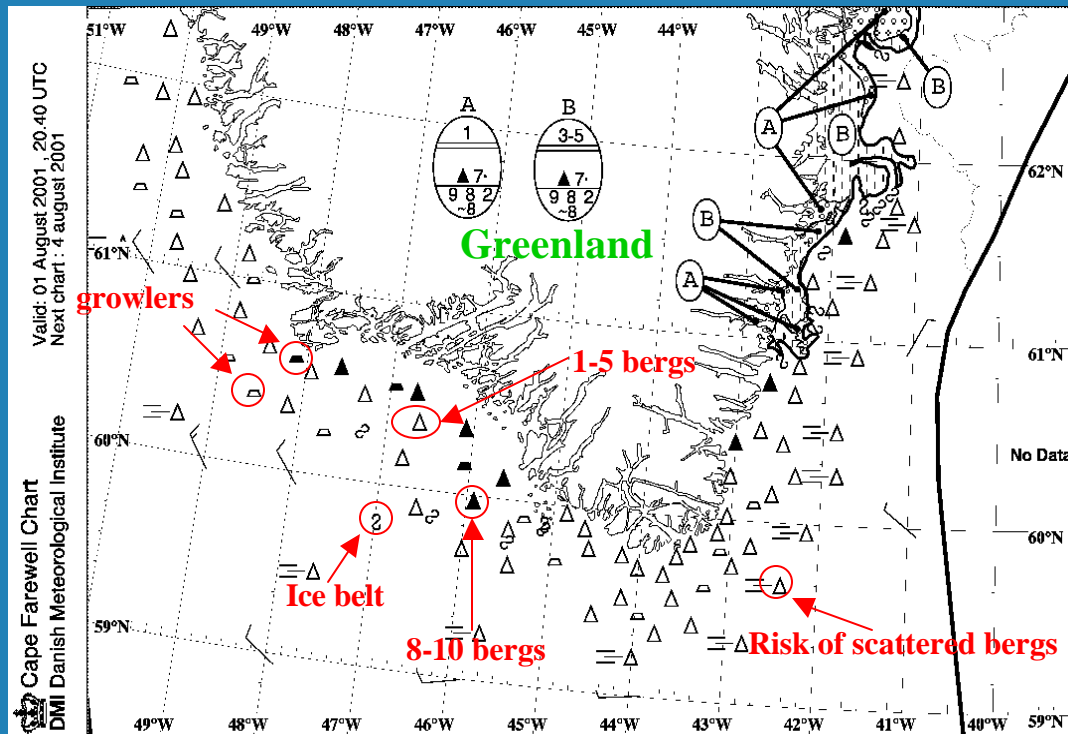 51°W 49°W 48°W 47°W 46°W 45°W 44°W 42°W 41°W
Valid: 01 August 2001, 20.40 UTC
Next chart: 4 august 2001
Cape Farewell Chart
DMI Danish Meteorological Institute
A
1
▲ 7·
9 8 2
~8
B
3-5
▲ 7·
9 8 2
~8
Greenland
B
A
B
B
A
62°N
61°N
growlers
61°N
1-5 bergs
60°N
No Data
60°N
Ice belt
8-10 bergs
Risk of scattered bergs
59°N
59°N
49°W 48°W 47°W 46°W 45°W 44°W 43°W 42°W 40°W